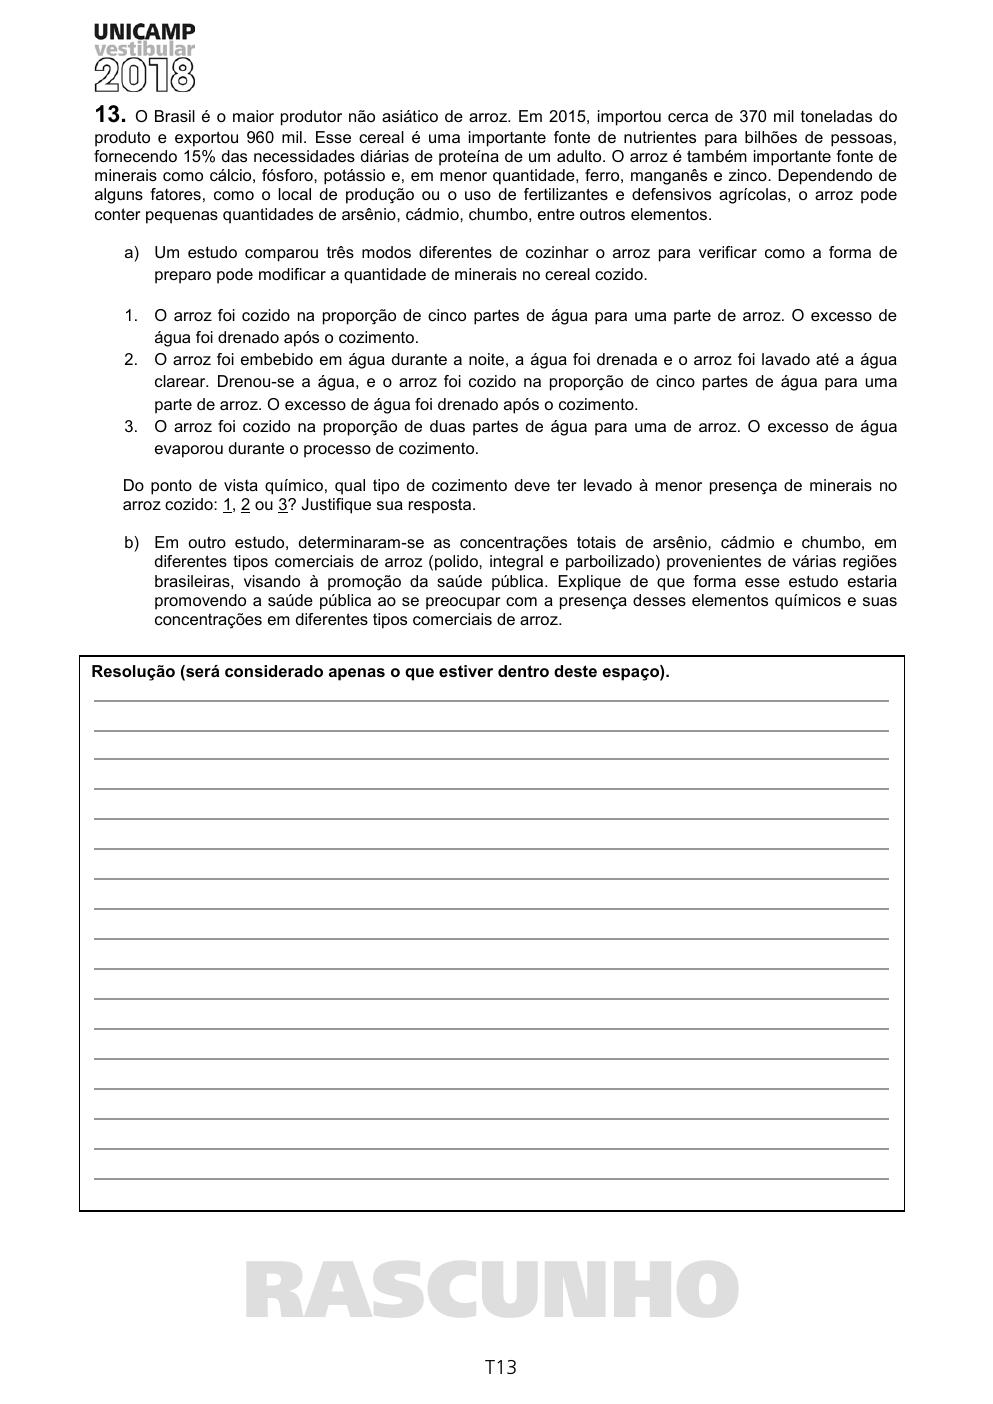 UNICAMP
vestibular
2018
13. O Brasil é o maior produtor não asiático de arroz. Em 2015, importou cerca de 370 mil toneladas do
produto e exportou 960 mil. Esse cereal é uma importante fonte de nutrientes para bilhões de pessoas,
fornecendo 15% das necessidades diárias de proteína de um adulto. O arroz é também importante fonte de
minerais como cálcio, fósforo, potássio e, em menor quantidade, ferro, manganês e zinco. Dependendo de
alguns fatores, como o local de produção ou o uso de fertilizantes e defensivos agrícolas, o arroz pode
conter pequenas quantidades de arsênio, cádmio, chumbo, entre outros elementos.
a) Um estudo comparou três modos diferentes de cozinhar o arroz para verificar como a forma de
preparo pode modificar a quantidade de minerais no cereal cozido.
1. O arroz foi cozido na proporção de cinco partes de água para uma parte de arroz. O excesso de
água foi drenado após o cozimento.
2. O arroz foi embebido em água durante a noite, a água foi drenada e o arroz foi lavado até a água
clarear. Drenou-se a água, e o arroz foi cozido na proporção de cinco partes de água para uma
parte de arroz. O excesso de água foi drenado após o cozimento.
3. O arroz foi cozido na proporção de duas partes de água para uma de arroz. O excesso de água
evaporou durante o processo de cozimento.
Do ponto de vista químico, qual tipo de cozimento deve ter levado à menor presença de minerais no
arroz cozido: 1, 2 ou 3? Justifique sua resposta.
b) Em outro estudo, determinaram-se as concentrações totais de arsênio, cádmio e chumbo, em
diferentes tipos comerciais de arroz (polido, integral e parboilizado) provenientes de várias regiões
brasileiras, visando à promoção da saúde pública. Explique de que forma esse estudo estaria
promovendo a saúde pública ao se preocupar com a presença desses elementos químicos e suas
concentrações em diferentes tipos comerciais de arroz.
Resolução (será considerado apenas o que estiver dentro deste espaço).
RASCUNHO
T13